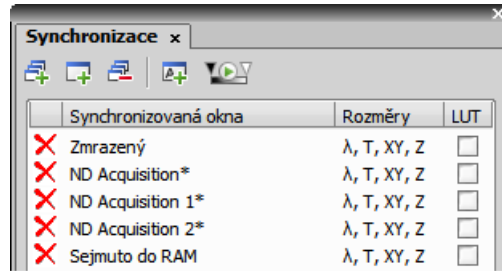 Synchronizace x
Synchronizovaná okna Rozměry LUT
Zmrazený λ, T, XY, Z
ND Acquisition* λ, T, XY, Z
ND Acquisition 1* λ, T, XY, Z
ND Acquisition 2* λ, T, XY, Z
Sejmuto do RAM λ, T, XY, Z